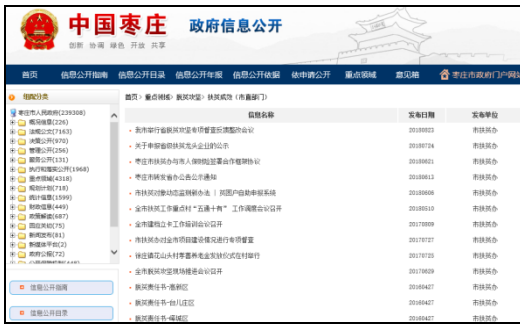 中国枣庄
政府信息公开
创新 协调 绿色 开放 共享
首页 信息公开指南 信息公开目录 信息公开年报 信息公开依据 依申请公开 重点领域 意见箱 枣庄市政府门户网站
组配分类
枣庄市人民政府(239308)
概况信息(226)
法规公文(7163)
决策公开(970)
管理公开(256)
服务公开(131)
执行和落实公开(1968)
重点领域(4318)
规划计划(718)
统计信息(1599)
财政信息(449)
政策解读(687)
回应关切(75)
新闻发布(81)
新媒体平台(2)
政府公报(72)
信息公开指南
信息公开目录
首页> 重点领域> 脱贫攻坚> 扶贫成效（市直部门）
信息名称 发布日期 发布单位
我市举行省脱贫攻坚专项督查反馈整改会议 20180823 市扶贫办
关于申报省级扶贫龙头企业的公示 20180724 市扶贫办
枣庄市扶贫办与市人保财险签署合作框架协议 20180621 市扶贫办
枣庄市转发省办公告公示通知 20180613 市扶贫办
市扶贫对象动态监测新办法 | 贫困户自助申报系统 20180606 市扶贫办
全市扶贫工作重点村“五通十有” 工作调度会议召开 20180510 市扶贫办
全市建档立卡工作培训会议召开 20170809 市扶贫办
市扶贫办对全市项目建设情况进行专项督查 20170727 市扶贫办
徐庄镇花山头村孝善养老金发放仪式在村举行 20170725 市扶贫办
全市脱贫攻坚现场推进会议召开 20170629 市扶贫办
脱贫责任书-高新区 20160427 市扶贫办
脱贫责任书-台儿庄区 20160427 市扶贫办
脱贫责任书-峄城区 20160427 市扶贫办